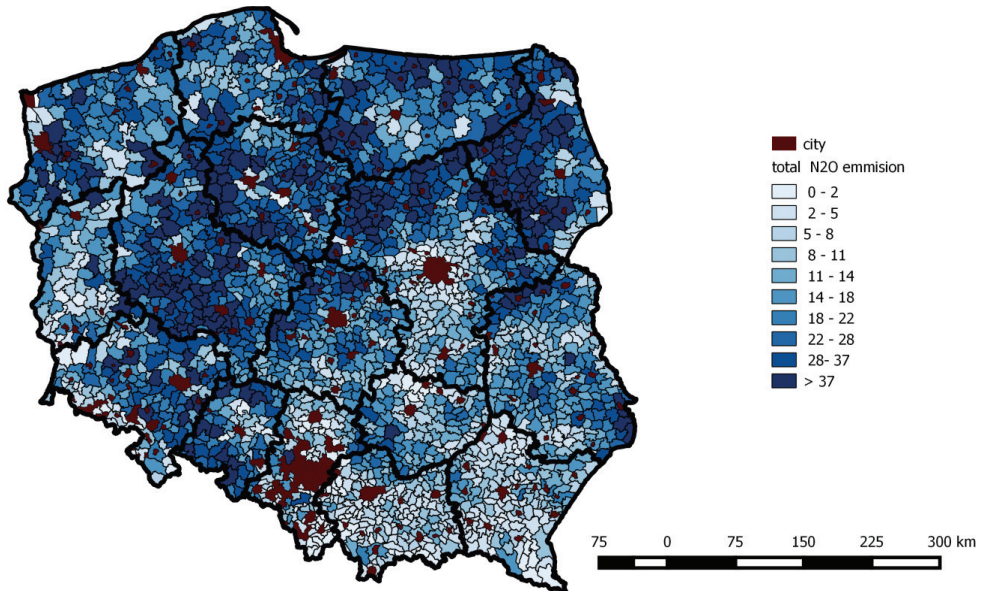 city
total N2O emmision
0 - 2
2 - 5
5 - 8
8 - 11
11 - 14
14 - 18
18 - 22
22 - 28
28- 37
> 37
75 0 75 150 225 300 km